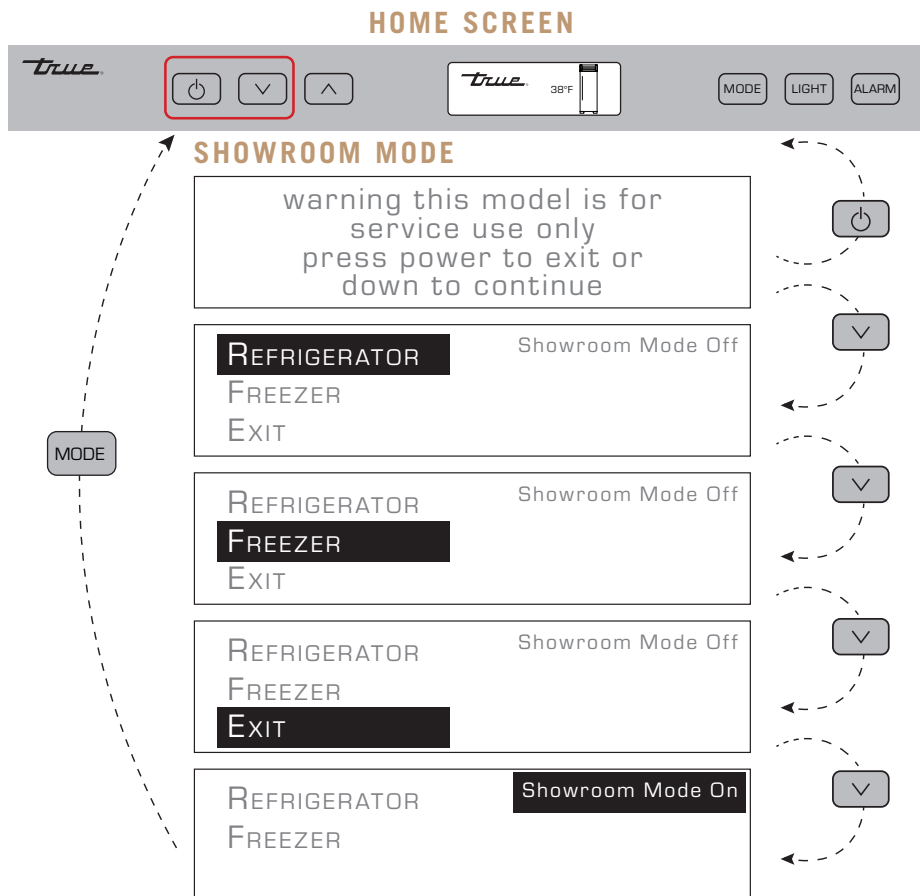 HOME SCREEN
true.
true.
38°F
MODE
LIGHT
ALARM
SHOWROOM MODE
warning this model is for
service use only
press power to exit or
down to continue
REFRIGERATOR
Showroom Mode Off
FREEZER
EXIT
MODE
REFRIGERATOR
Showroom Mode Off
FREEZER
EXIT
REFRIGERATOR
Showroom Mode Off
FREEZER
EXIT
REFRIGERATOR
Showroom Mode On
FREEZER